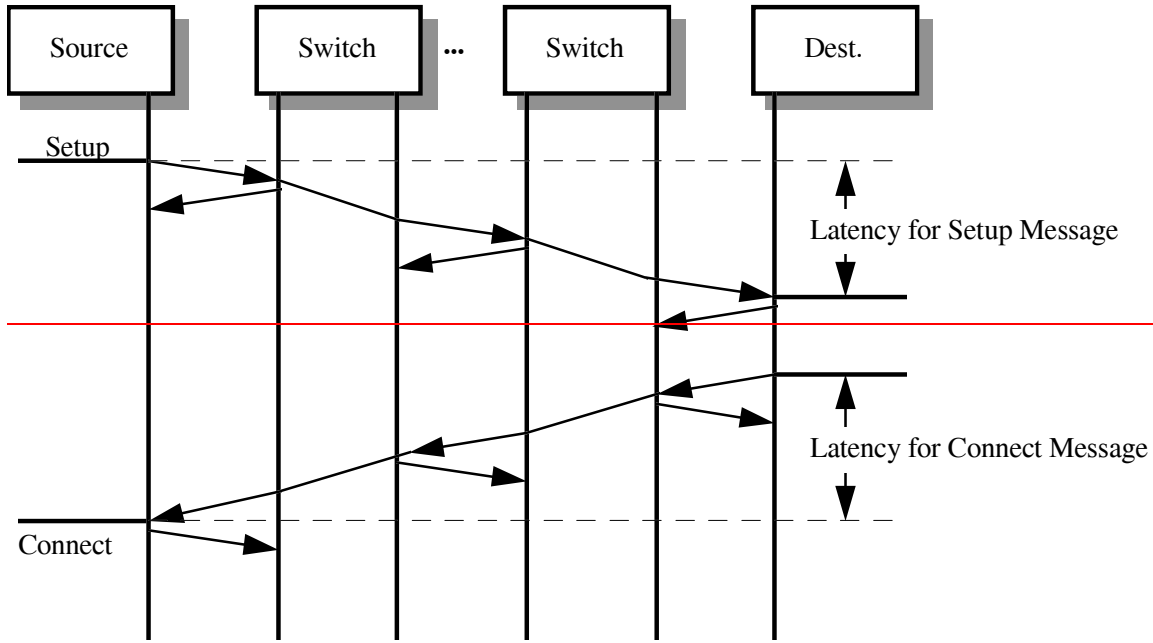 Source
Switch
...
Switch
Dest.
Setup
Latency for Setup Message
Latency for Connect Message
Connect